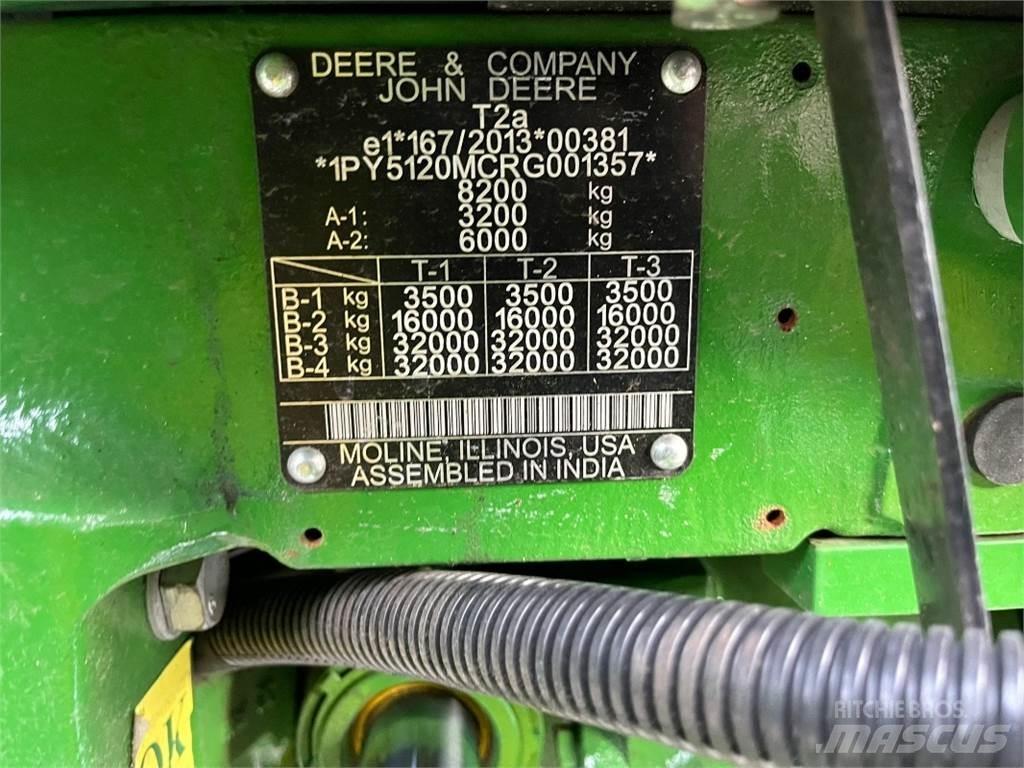 DEERE & COMPANY
JOHN DEERE
T2a
e1*167/2013*00381
*1PY5120MCRG001357*
8200 kg
A-1: 3200 kg
A-2: 6000 kg
T-1 T-2 T-3
B-1 kg 3500 3500 3500
B-2 kg 16000 16000 16000
B-3 kg 32000 32000 32000
B-4 kg 32000 32000 32000
MOLINE, ILLINOIS, USA
ASSEMBLED IN INDIA
OK
RITCHIE BROS.
MASCUS